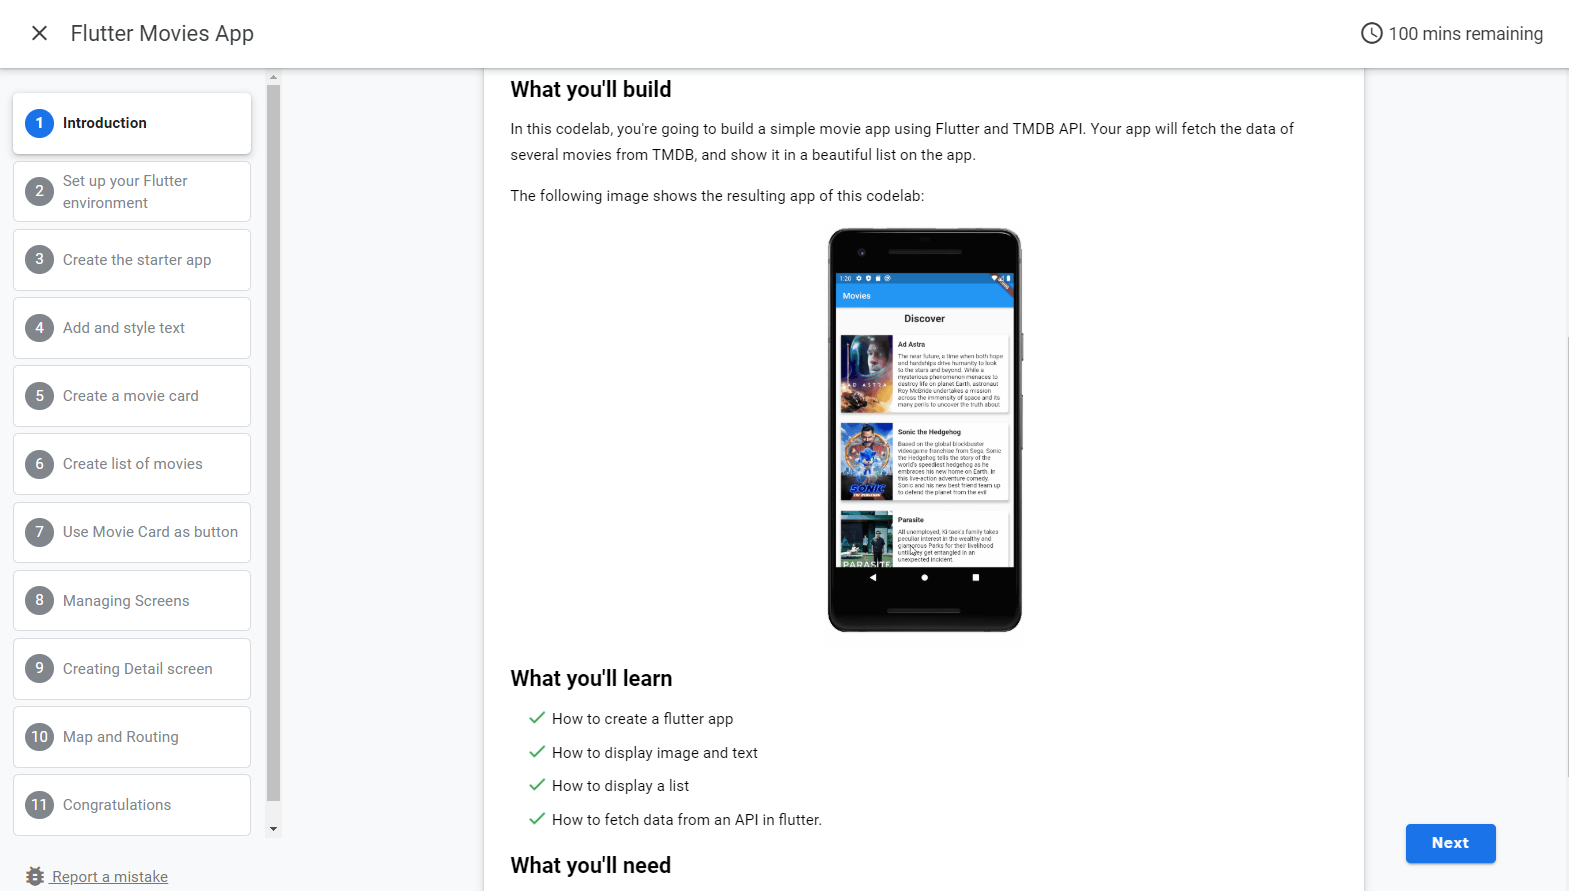 Flutter Movies App
100 mins remaining
1 Introduction
2 Set up your Flutter
environment
3 Create the starter app
4 Add and style text
5 Create a movie card
6 Create list of movies
7 Use Movie Card as button
8 Managing Screens
9 Creating Detail screen
10 Map and Routing
11 Congratulations
Report a mistake
What you'll build
In this codelab, you're going to build a simple movie app using Flutter and TMDB API. Your app will fetch the data of
several movies from TMDB, and show it in a beautiful list on the app.
The following image shows the resulting app of this codelab:
1:20
Movies
Discover
Ad Astra
The near future, a time when both hope
and hardships drive humanity to look
to the stars and beyond. While a
mysterious phenomenon menaces to
destroy life on planet Earth, astronaut
Roy McBride undertakes a mission
across the immensity of space and its
many perils to uncover the truth about
AD ASTRA
Sonic the Hedgehog
Based on the global blockbuster
videogame franchise from Sega, Sonic
the Hedgehog tells the story of the
world's speediest hedgehog as he
embraces his new home on Earth. In
this live-action adventure comedy,
Sonic and his new best friend team up
to defend the planet from the evil
SONIC
Parasite
All unemployed, Ki-taek's family takes
peculiar interest in the wealthy and
glamorous Parks for their livelihood
until they get entangled in an
unexpected incident.
PARASITE
What you'll learn
How to create a flutter app
How to display image and text
How to display a list
How to fetch data from an API in flutter.
What you'll need
Next